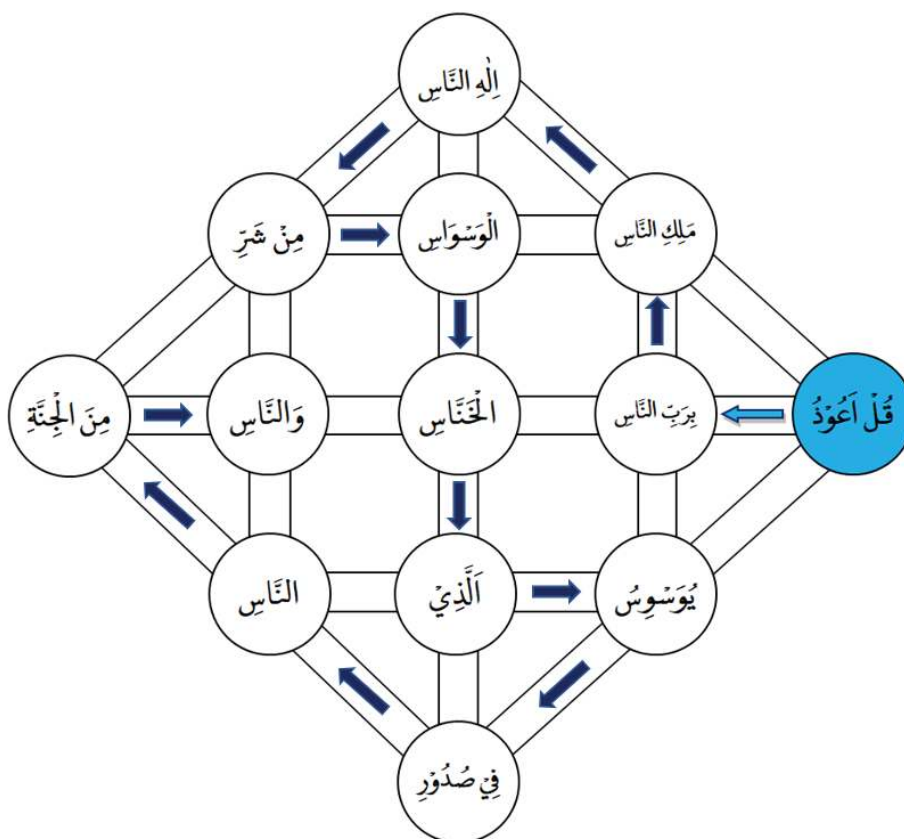 قُلْ اَعُوْذُ
بِرَبِّ النَّاسِ
مَلِكِ النَّاسِ
اِلٰهِ النَّاسِ
مِنْ شَرِّ
الْوَسْوَاسِ
الْخَنَّاسِ
اَلَّذِيْ
يُوَسْوِسُ
فِيْ صُدُوْرِ
النَّاسِ
مِنَ الْجِنَّةِ
وَالنَّاسِ